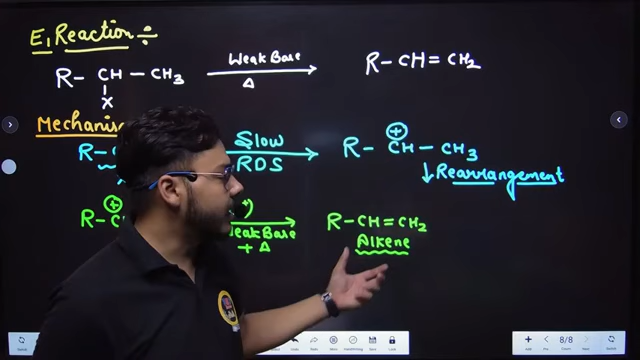 E₁ Reaction ÷
R – CH – CH₃ Weak Base Δ R – CH = CH₂
X
Mechanism
R – Slow RDS R – CH – CH₃
⊕
↓ Rearrangement
⊕
R – CH Weak Base + Δ R – CH = CH₂
Alkene
8/8